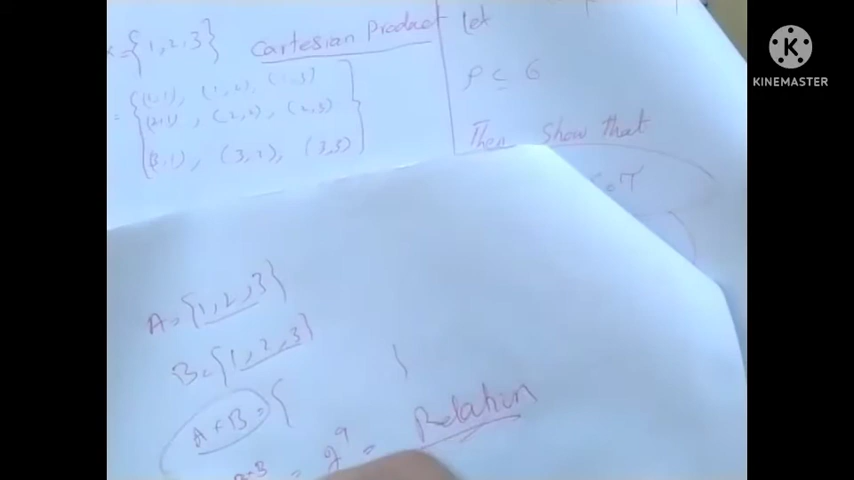 = {1,2,3} Cartesian Product
= {(1,1), (1,2), (1,3)
(2,1), (2,2), (2,3)
(3,1), (3,2), (3,3)}
Let
ρ ⊆ σ
Then show that
A = {1,2,3}
B = {1,2,3}
A × B = { }
= 2⁹ = Relation
K
KINEMASTER